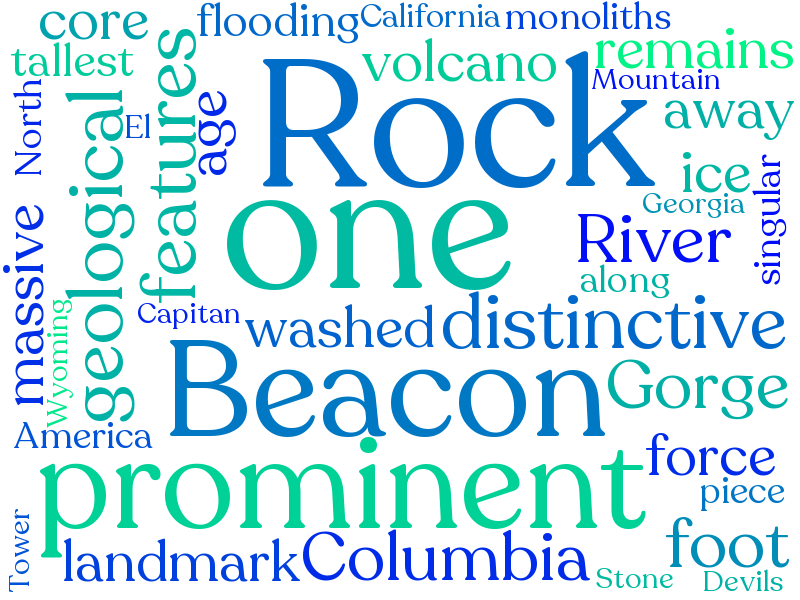 core
flooding
California
monoliths
tallest
features
volcano
remains
Mountain
North
El
age
Rock
away
geological
ice
singular
Georgia
massive
one
River
along
Wyoming
Capitan
washed
distinctive
Beacon
Gorge
America
prominent
force
piece
Tower
landmark
Columbia
foot
Stone
Devils